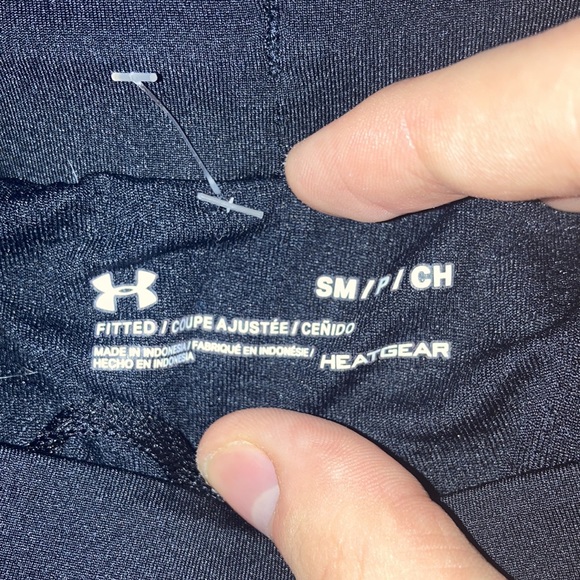 SM/P/CH
FITTED / COUPE AJUSTÉE / CEÑIDO
MADE IN INDONESIA / FABRIQUÉ EN INDONÉSIE /
HECHO EN INDONESIA
HEATGEAR